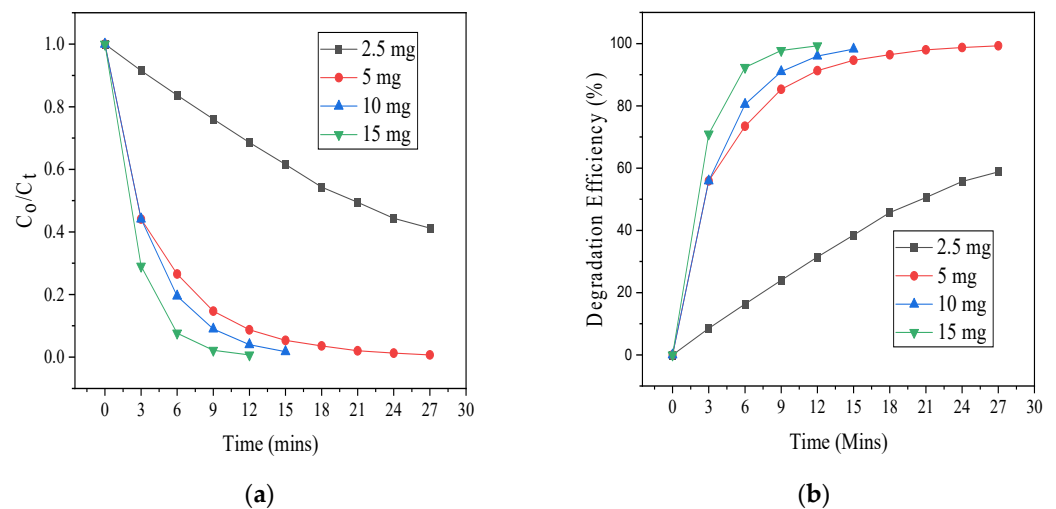 1.0
0.8
0.6
0.4
0.2
0.0
C₀/Cₜ
2.5 mg
5 mg
10 mg
15 mg
0 3 6 9 12 15 18 21 24 27 30
Time (mins)
(a)
100
80
60
40
20
0
Degradation Efficiency (%)
2.5 mg
5 mg
10 mg
15 mg
0 3 6 9 12 15 18 21 24 27 30
Time (Mins)
(b)